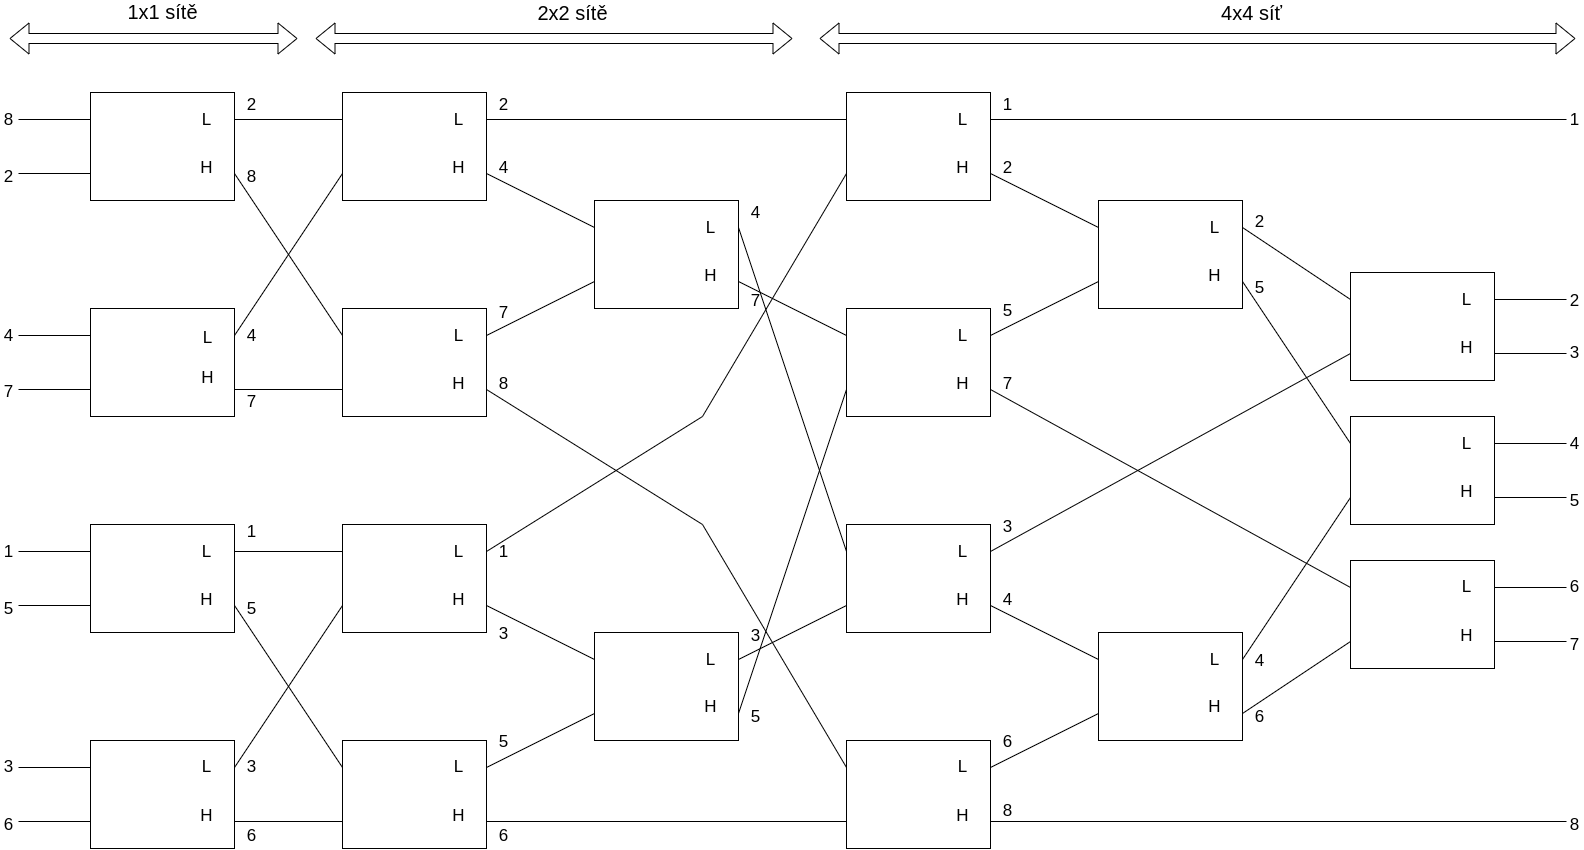 1x1 sítě 2x2 sítě 4x4 síť
2 2 1
8 L L L 1
H 4 H 2
2 8
4 2
L L
7 5 H H 5 2
7 L
4 L 4 L L H 3
H 8 H 7
7 H 7
L 4
H 5
1 3
1 L L 1 L
5 H 5 H H 4 L 6
3 3 L L 4 H 7
5 H 5 6 H 6
3 L 3 L L
H H 8 H
6 6 6 8